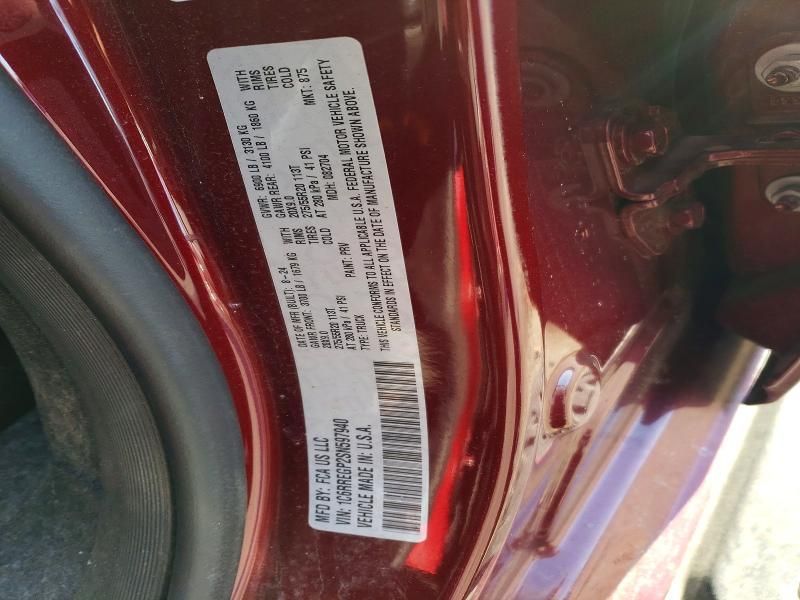 MFD BY: FCA US LLC
DATE OF MFR (BUILT): 8-24
GVWR: 6900 LB / 3130 KG
GAWR FRONT: 3700 LB / 1679 KG WITH
GAWR REAR: 4100 LB / 1860 KG WITH
20X9.0 RIMS
20X9.0 RIMS
275/55R20 113T TIRES
275/55R20 113T TIRES
AT 280 kPa / 41 PSI COLD
AT 280 kPa / 41 PSI COLD
VIN: 1C6RREGP2SN597940
TYPE: TRUCK
PAINT: PRV
MDH: 082704
MKT: 875
VEHICLE MADE IN: U.S.A.
THIS VEHICLE CONFORMS TO ALL APPLICABLE U.S.A. FEDERAL MOTOR VEHICLE SAFETY
STANDARDS IN EFFECT ON THE DATE OF MANUFACTURE SHOWN ABOVE.